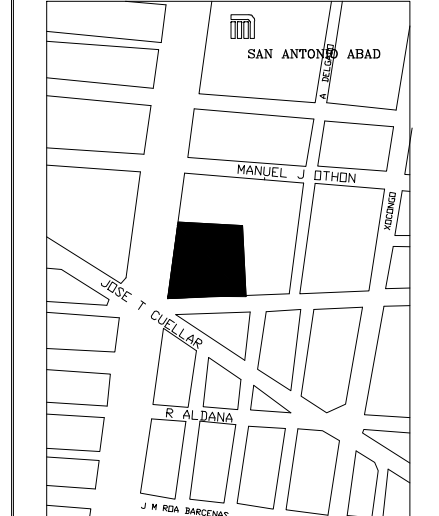 SAN ANTONIO ABAD
A DELGADO
MANUEL J OTHON
XOCONGO
JOSE T CUELLAR
R ALDANA
J M ROA BARCENAS